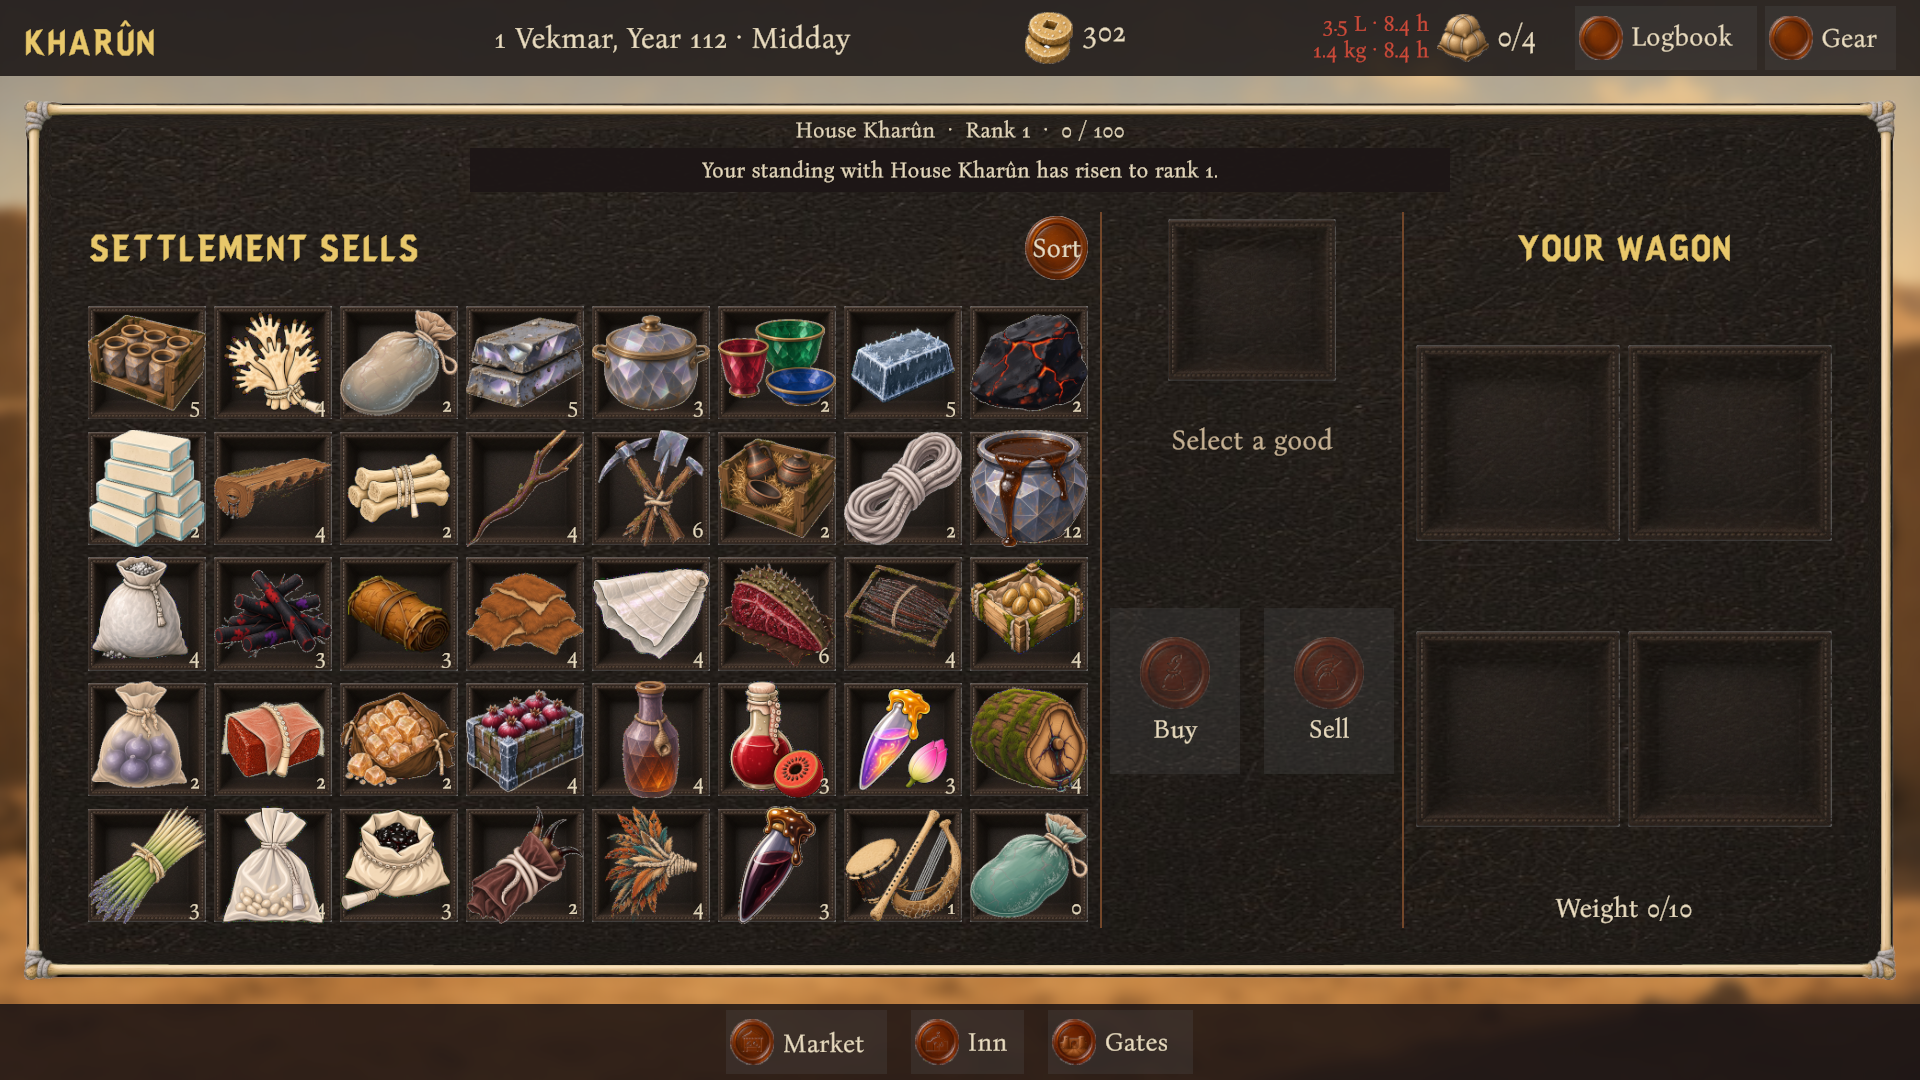 KHARÛN
1 Vekmar, Year 112 · Midday
302
3.5 L · 8.4 h
1.4 kg · 8.4 h
0/4
Logbook
Gear
House Kharûn · Rank 1 · 0 / 100
Your standing with House Kharûn has risen to rank 1.
SETTLEMENT SELLS
Sort
YOUR WAGON
5 4 2 5 3 2 5 2
2 4 2 4 6 2 2 12
4 3 3 4 4 6 4 4
2 2 2 4 4 3 3 4
3 4 3 2 4 3 1 0
Select a good
Buy
Sell
Weight 0/10
Market
Inn
Gates